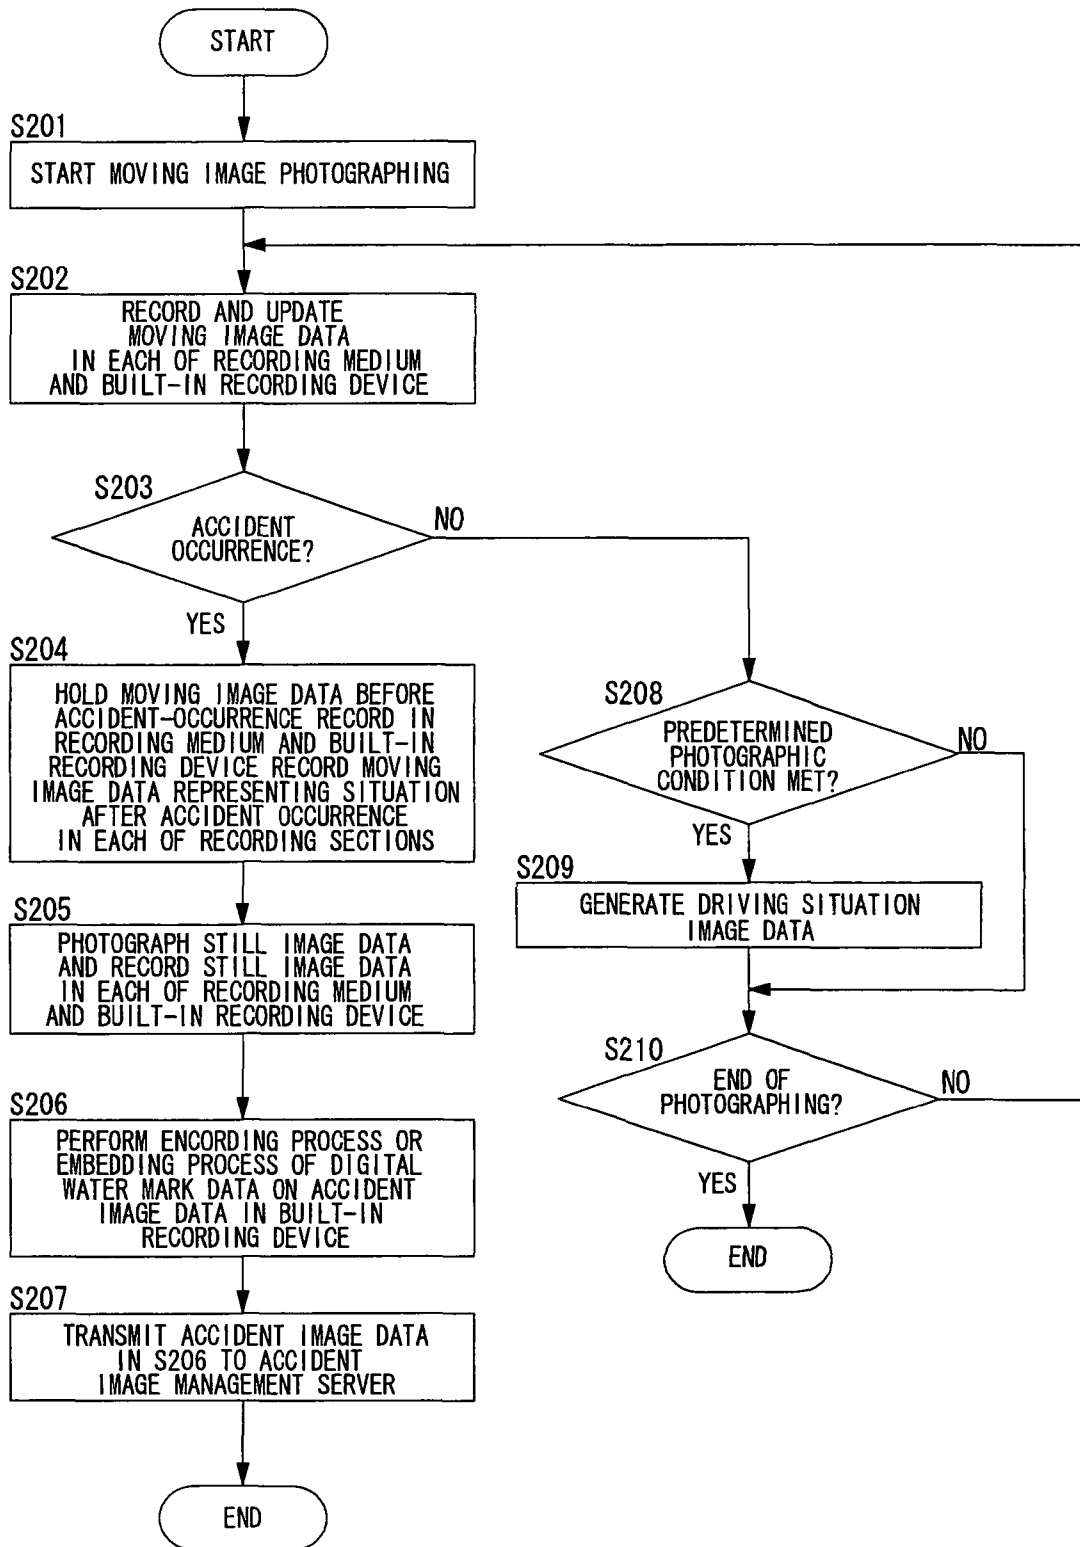 START
S201
START MOVING IMAGE PHOTOGRAPHING
S202
RECORD AND UPDATE
MOVING IMAGE DATA
IN EACH OF RECORDING MEDIUM
AND BUILT-IN RECORDING DEVICE
S203
ACCIDENT
OCCURRENCE?
NO
YES
S204
HOLD MOVING IMAGE DATA BEFORE
ACCIDENT-OCCURRENCE RECORD IN
RECORDING MEDIUM AND BUILT-IN
RECORDING DEVICE RECORD MOVING
IMAGE DATA REPRESENTING SITUATION
AFTER ACCIDENT OCCURRENCE
IN EACH OF RECORDING SECTIONS
S205
PHOTOGRAPH STILL IMAGE DATA
AND RECORD STILL IMAGE DATA
IN EACH OF RECORDING MEDIUM
AND BUILT-IN RECORDING DEVICE
S206
PERFORM ENCORDING PROCESS OR
EMBEDDING PROCESS OF DIGITAL
WATER MARK DATA ON ACCIDENT
IMAGE DATA IN BUILT-IN
RECORDING DEVICE
S207
TRANSMIT ACCIDENT IMAGE DATA
IN S206 TO ACCIDENT
IMAGE MANAGEMENT SERVER
END
S208
PREDETERMINED
PHOTOGRAPHIC
CONDITION MET?
NO
YES
S209
GENERATE DRIVING SITUATION
IMAGE DATA
S210
END OF
PHOTOGRAPHING?
NO
YES
END